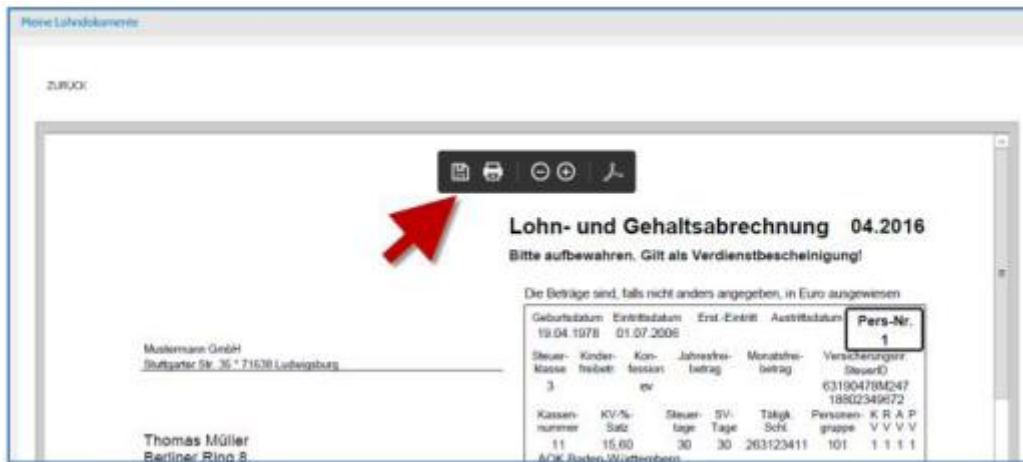 Meine Lohndokumente
ZURÜCK
Lohn- und Gehaltsabrechnung 04.2016
Bitte aufbewahren. Gilt als Verdienstbescheinigung!
Die Beträge sind, falls nicht anders angegeben, in Euro ausgewiesen
Geburtsdatum Eintrittsdatum Erst.-Eintritt Austrittsdatum Pers-Nr.
19.04.1978 01.07.2006 1
Mustermann GmbH
Stuttgarter Str. 35 * 71638 Ludwigsburg
Steuer- Kinder- Kon- Jahresfrei- Monatsfrei- Versicherungsnr.
klasse freibetr. fession betrag betrag SteuerID
3 ev 63190478M247
18802349672
Kassen- KV-%- Steuer- SV- Tätigk. Personen- K R A P
nummer Satz tage Tage Schl. gruppe V V V V
11 15,60 30 30 263123411 101 1 1 1 1
AOK Baden-Württemberg
Thomas Müller
Berliner Ring 8